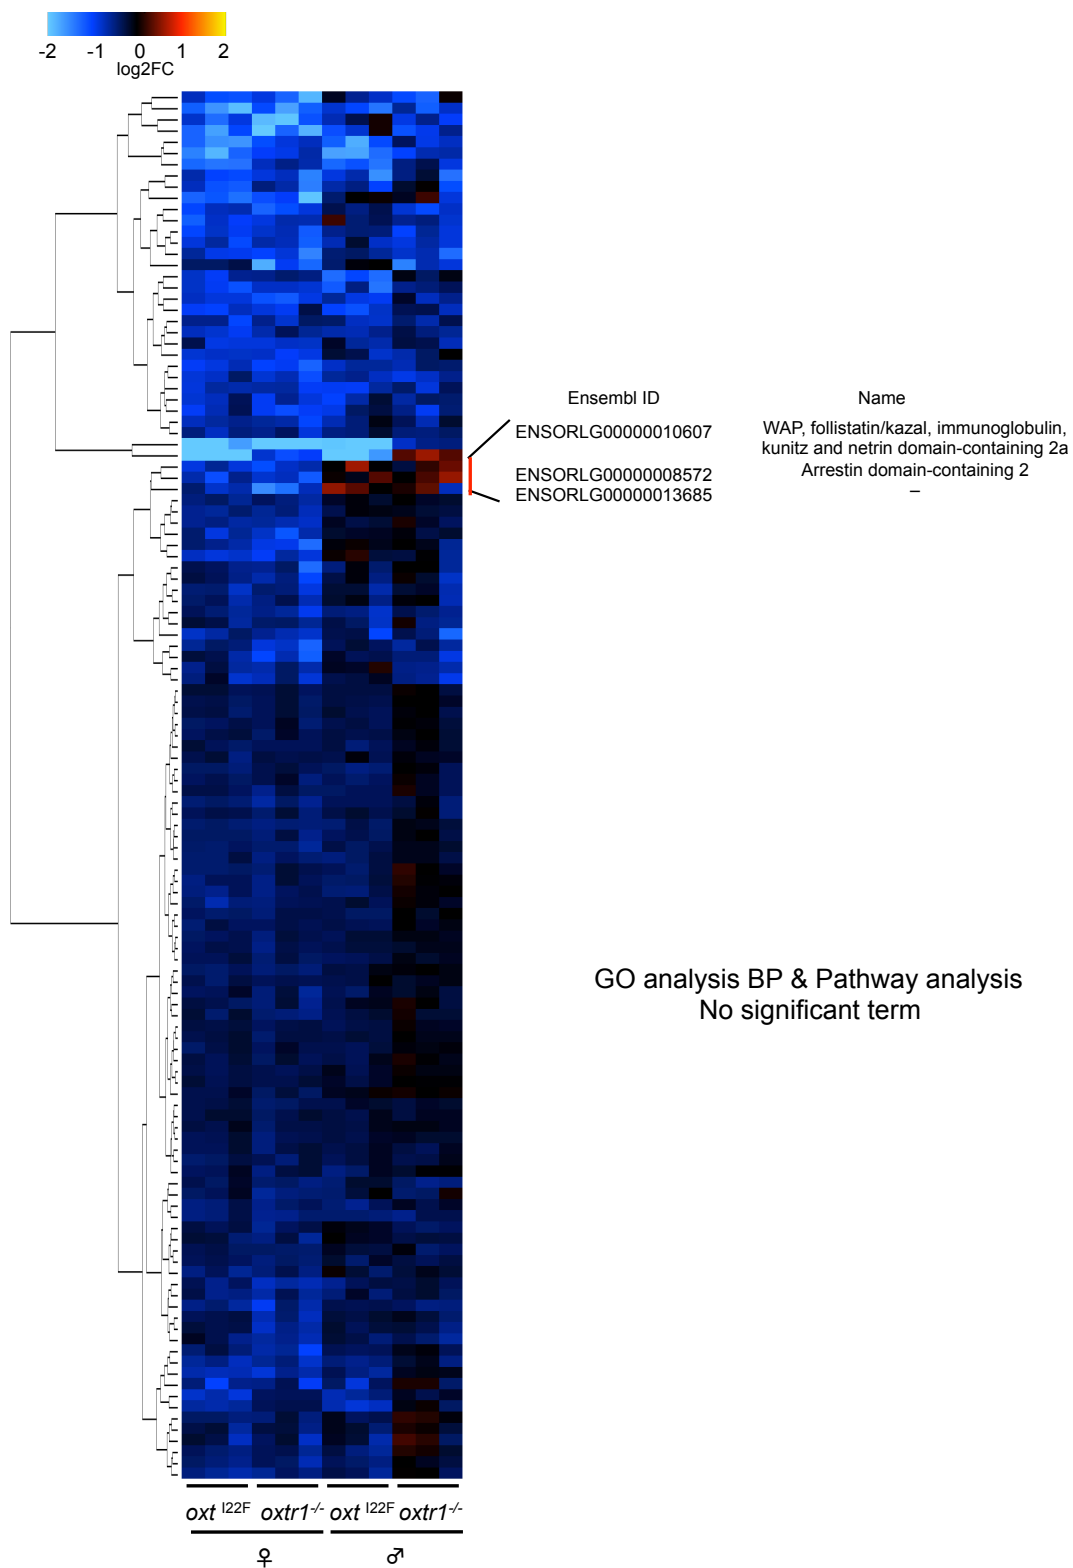 -2 -1 0 1 2
log2FC
Ensembl ID Name
ENSORLG00000010607 WAP, follistatin/kazal, immunoglobulin,
kunitz and netrin domain-containing 2a
ENSORLG00000008572 Arrestin domain-containing 2
ENSORLG00000013685 –
GO analysis BP & Pathway analysis
No significant term
oxt I22F oxtr1-/- oxt I22F oxtr1-/-
♀ ♂